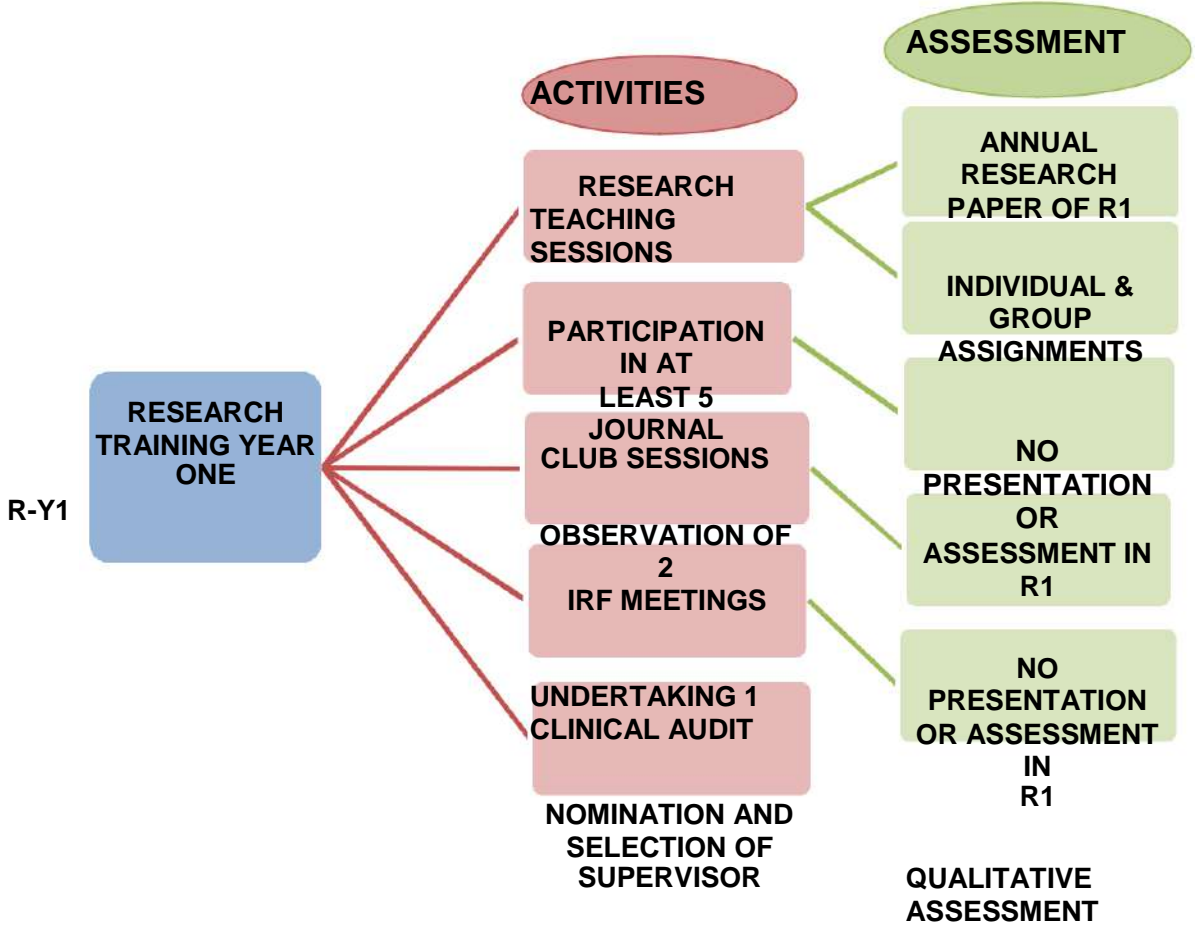 ASSESSMENT
ACTIVITIES
RESEARCH
TEACHING
SESSIONS
PARTICIPATION
IN AT
LEAST 5
JOURNAL
CLUB SESSIONS
OBSERVATION OF
2
IRF MEETINGS
UNDERTAKING 1
CLINICAL AUDIT
NOMINATION AND
SELECTION OF
SUPERVISOR
RESEARCH
TRAINING YEAR
ONE
R-Y1
ANNUAL
RESEARCH
PAPER OF R1
INDIVIDUAL &
GROUP
ASSIGNMENTS
NO
PRESENTATION
OR
ASSESSMENT IN
R1
NO
PRESENTATION
OR ASSESSMENT
IN
R1
QUALITATIVE
ASSESSMENT